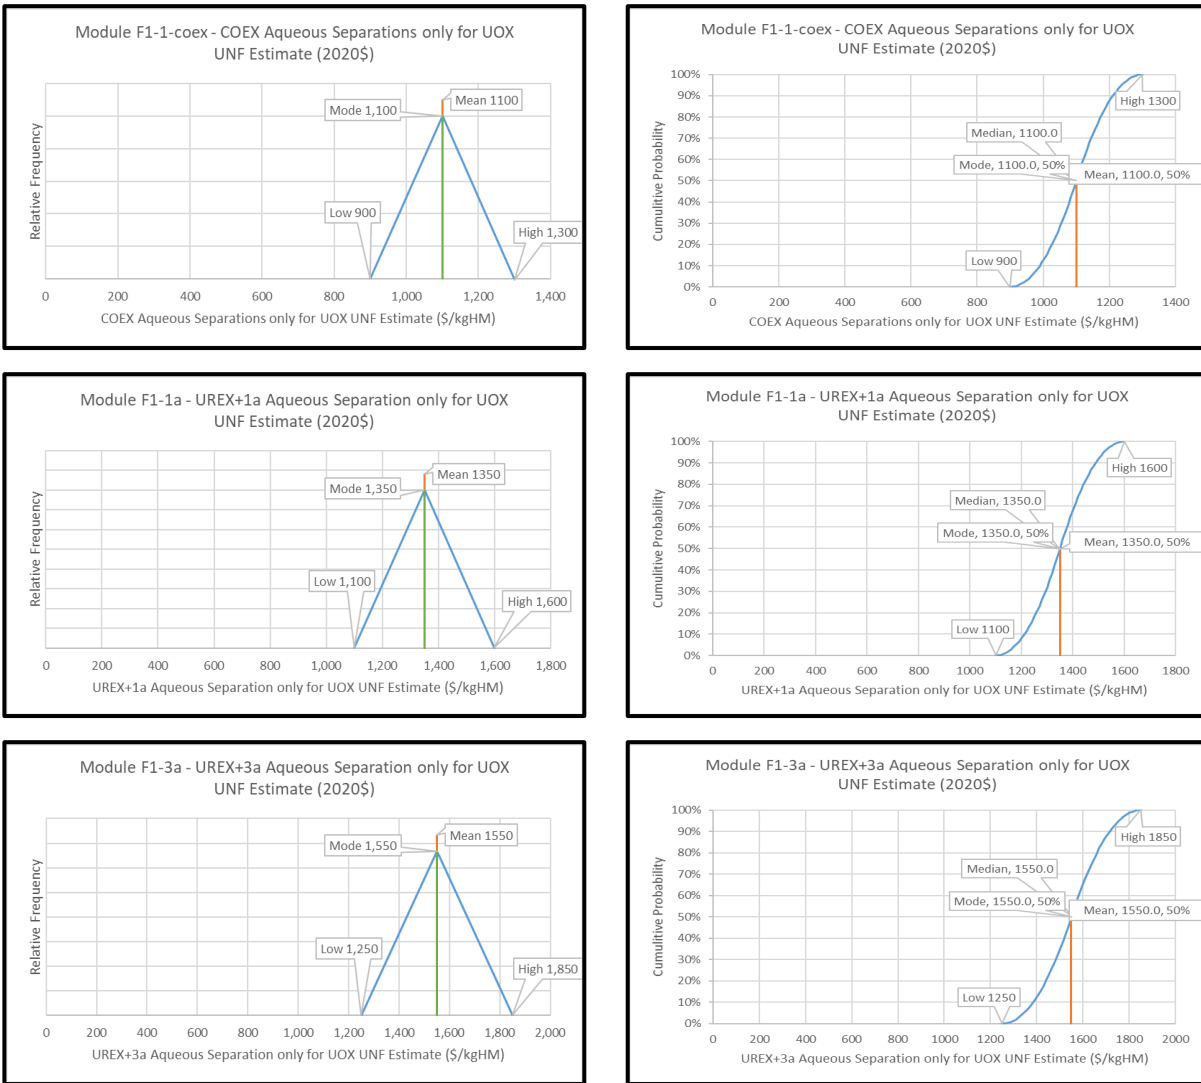 Module F1-1-coex - COEX Aqueous Separations only for UOX
UNF Estimate (2020$)
Relative Frequency
Mean 1100
Mode 1,100
Low 900
High 1,300
0 200 400 600 800 1,000 1,200 1,400
COEX Aqueous Separations only for UOX UNF Estimate ($/kgHM)
Module F1-1-coex - COEX Aqueous Separations only for UOX
UNF Estimate (2020$)
Cumulitive Probability
100%
90%
80%
70%
60%
50%
40%
30%
20%
10%
0%
High 1300
Median, 1100.0
Mode, 1100.0, 50%
Mean, 1100.0, 50%
Low 900
0 200 400 600 800 1000 1200 1400
COEX Aqueous Separations only for UOX UNF Estimate ($/kgHM)
Module F1-1a - UREX+1a Aqueous Separation only for UOX
UNF Estimate (2020$)
Relative Frequency
Mean 1350
Mode 1,350
Low 1,100
High 1,600
0 200 400 600 800 1,000 1,200 1,400 1,600 1,800
UREX+1a Aqueous Separation only for UOX UNF Estimate ($/kgHM)
Module F1-1a - UREX+1a Aqueous Separation only for UOX
UNF Estimate (2020$)
Cumulitive Probability
100%
90%
80%
70%
60%
50%
40%
30%
20%
10%
0%
High 1600
Median, 1350.0
Mode, 1350.0, 50%
Mean, 1350.0, 50%
Low 1100
0 200 400 600 800 1000 1200 1400 1600 1800
UREX+1a Aqueous Separation only for UOX UNF Estimate ($/kgHM)
Module F1-3a - UREX+3a Aqueous Separation only for UOX
UNF Estimate (2020$)
Relative Frequency
Mean 1550
Mode 1,550
Low 1,250
High 1,850
0 200 400 600 800 1,000 1,200 1,400 1,600 1,800 2,000
UREX+3a Aqueous Separation only for UOX UNF Estimate ($/kgHM)
Module F1-3a - UREX+3a Aqueous Separation only for UOX
UNF Estimate (2020$)
Cumulitive Probability
100%
90%
80%
70%
60%
50%
40%
30%
20%
10%
0%
High 1850
Median, 1550.0
Mode, 1550.0, 50%
Mean, 1550.0, 50%
Low 1250
0 200 400 600 800 1000 1200 1400 1600 1800 2000
UREX+3a Aqueous Separation only for UOX UNF Estimate ($/kgHM)